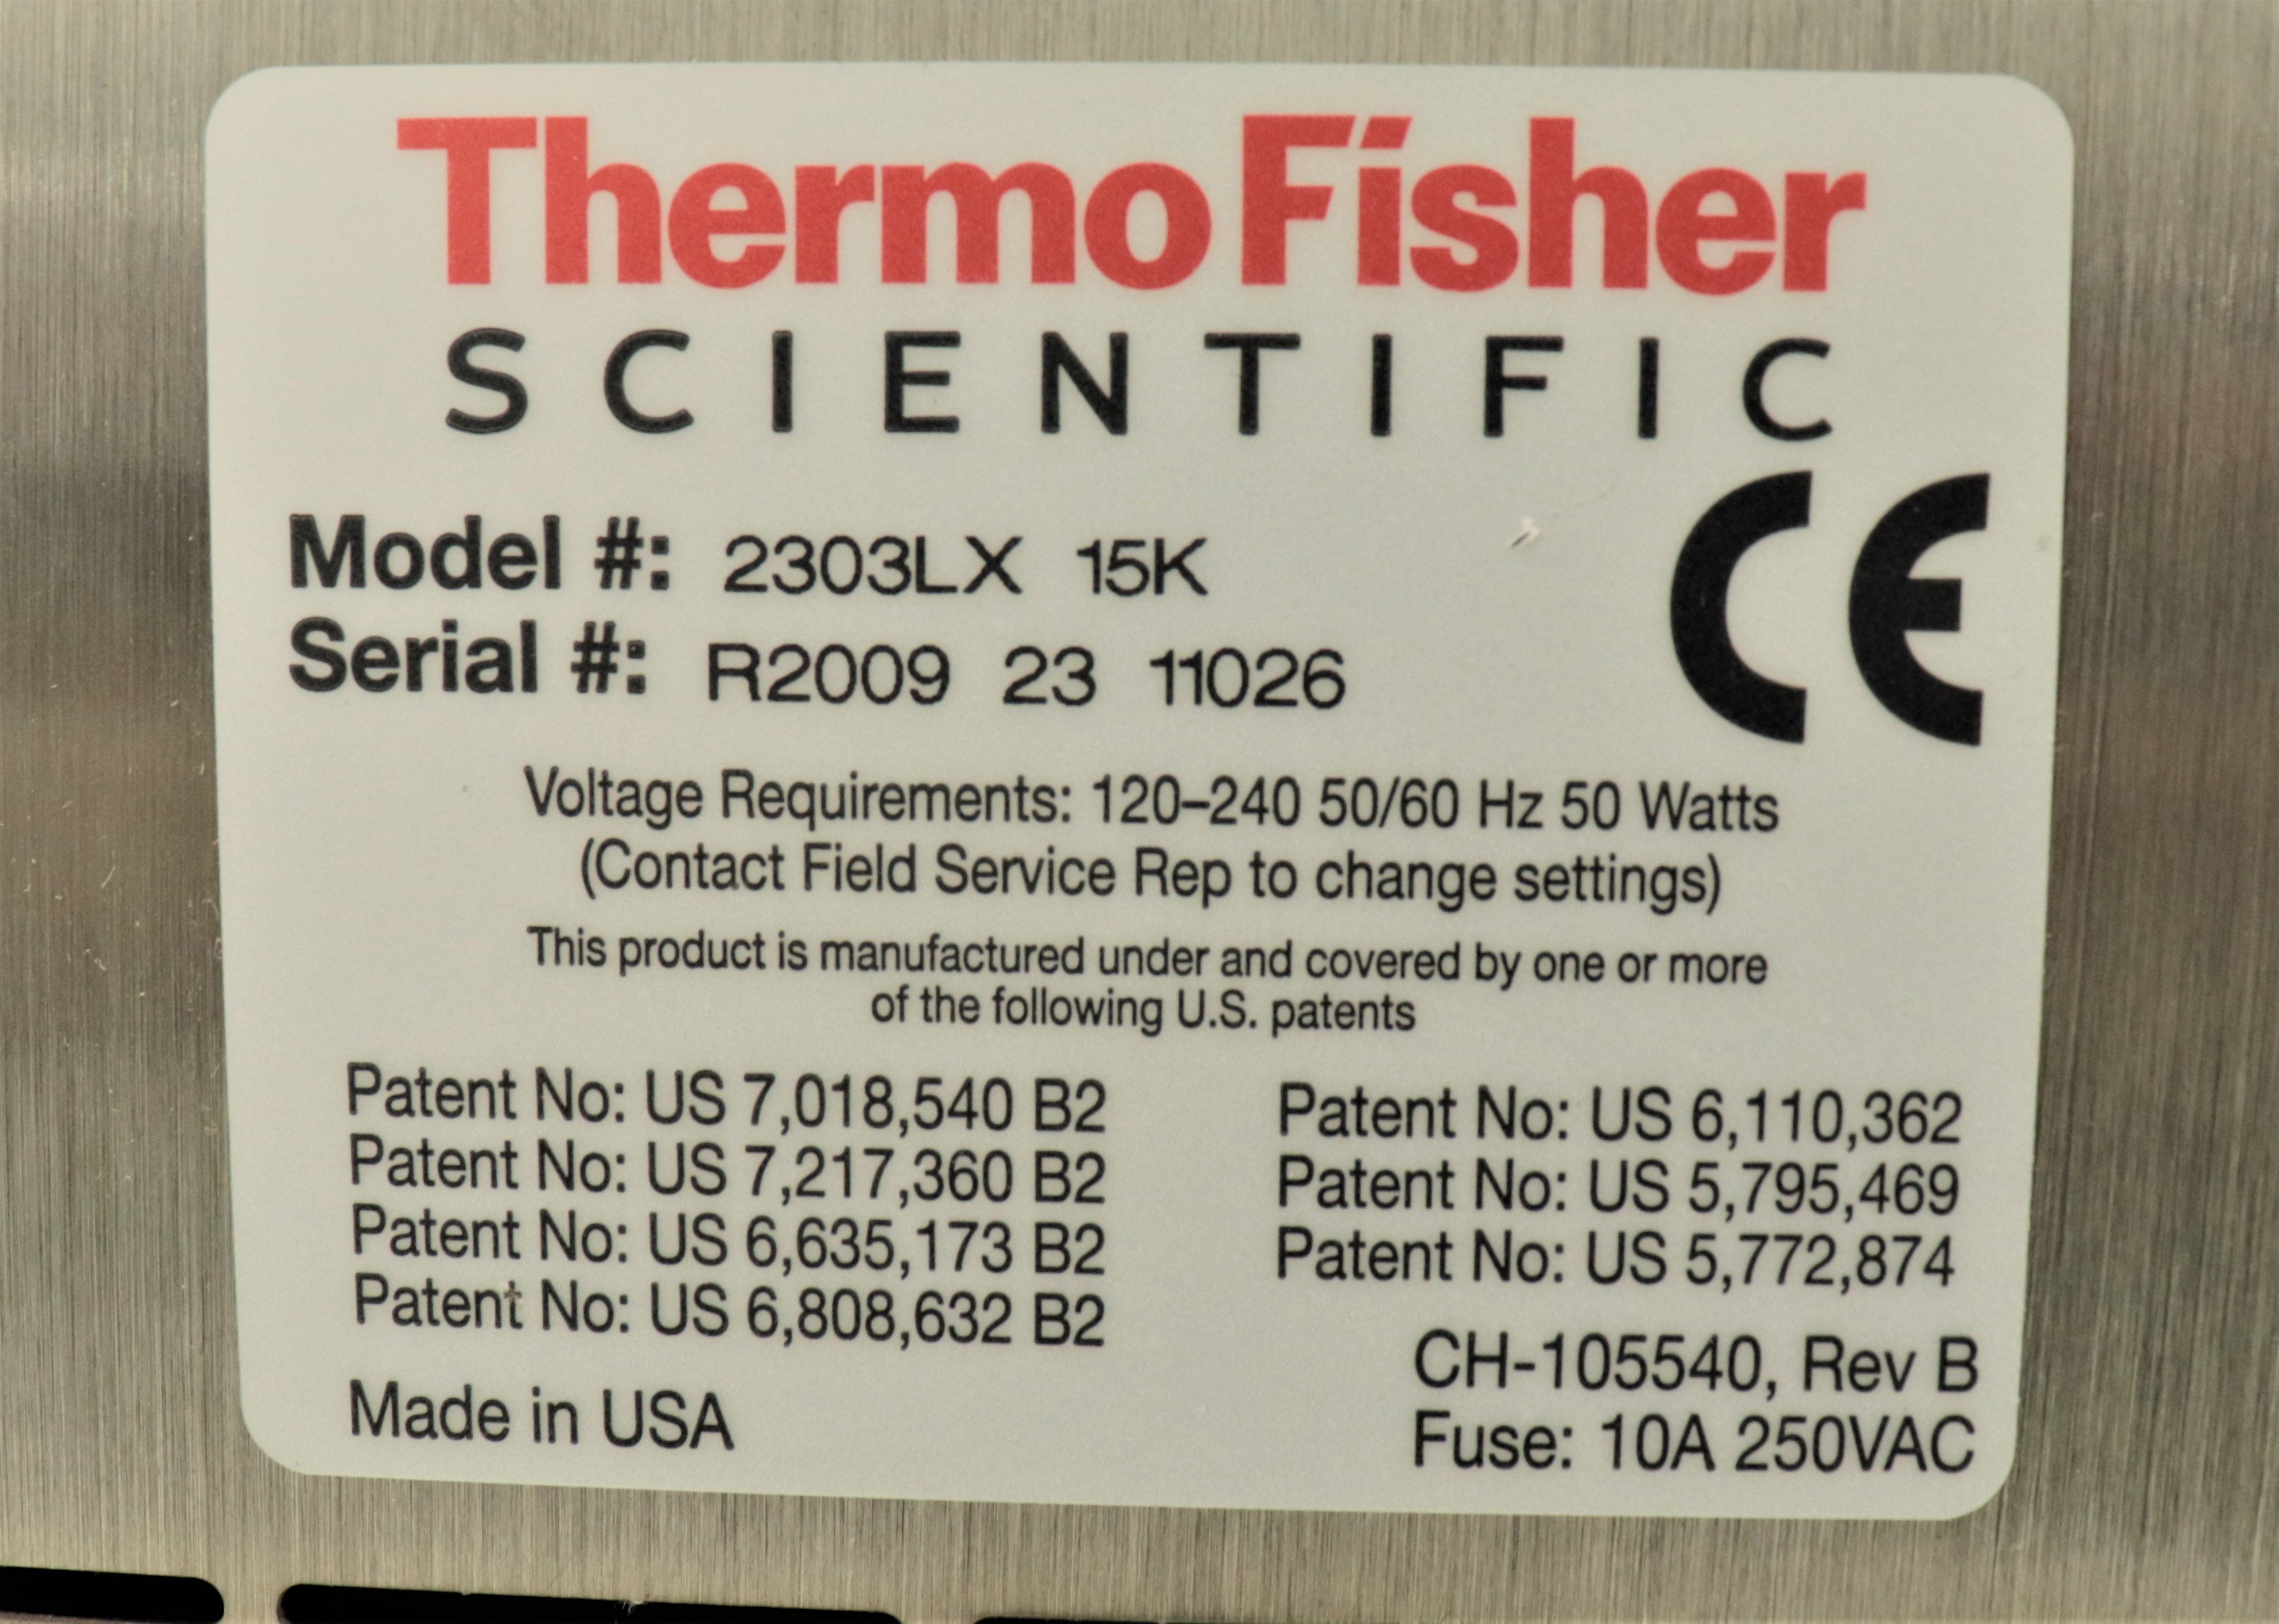 ThermoFisher
SCIENTIFIC
Model #: 2303LX 15K
Serial #: R2009 23 11026
CE
Voltage Requirements: 120–240 50/60 Hz 50 Watts
(Contact Field Service Rep to change settings)
This product is manufactured under and covered by one or more
of the following U.S. patents
Patent No: US 7,018,540 B2
Patent No: US 7,217,360 B2
Patent No: US 6,635,173 B2
Patent No: US 6,808,632 B2
Patent No: US 6,110,362
Patent No: US 5,795,469
Patent No: US 5,772,874
Made in USA
CH-105540, Rev B
Fuse: 10A 250VAC